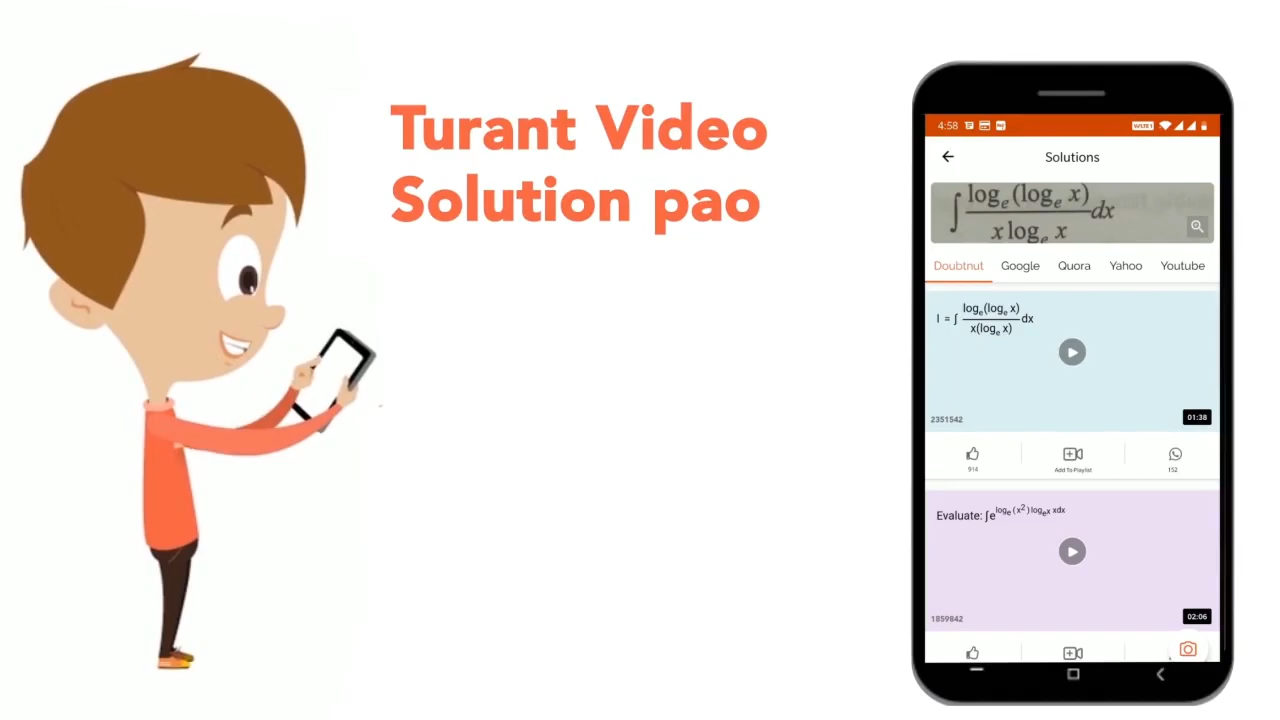 Turant Video
Solution pao
4:58
VoLTE1
Solutions
∫ logₑ(logₑ x) / x logₑ x dx
Doubtnut Google Quora Yahoo Youtube
I = ∫ logₑ(logₑ x) / x(logₑ x) dx
2351542 01:38
914 Add To Playlist 152
Evaluate: ∫e^logₑ(x²)logₑx xdx
1859842 02:06